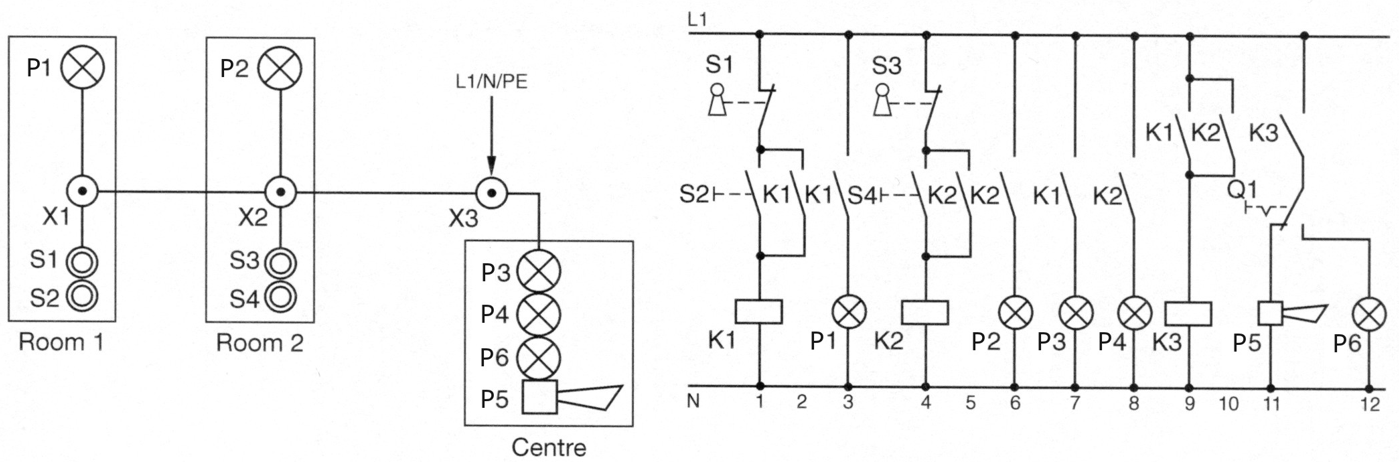 P1
X1
S1
S2
Room 1
P2
X2
S3
S4
Room 2
L1/N/PE
X3
P3
P4
P6
P5
Centre
L1
S1 S3
K1 K2 K3
S2 K1 K1 S4 K2 K2 K1 K2 Q1
K1 P1 K2 P2 P3 P4 K3 P5 P6
N 1 2 3 4 5 6 7 8 9 10 11 12